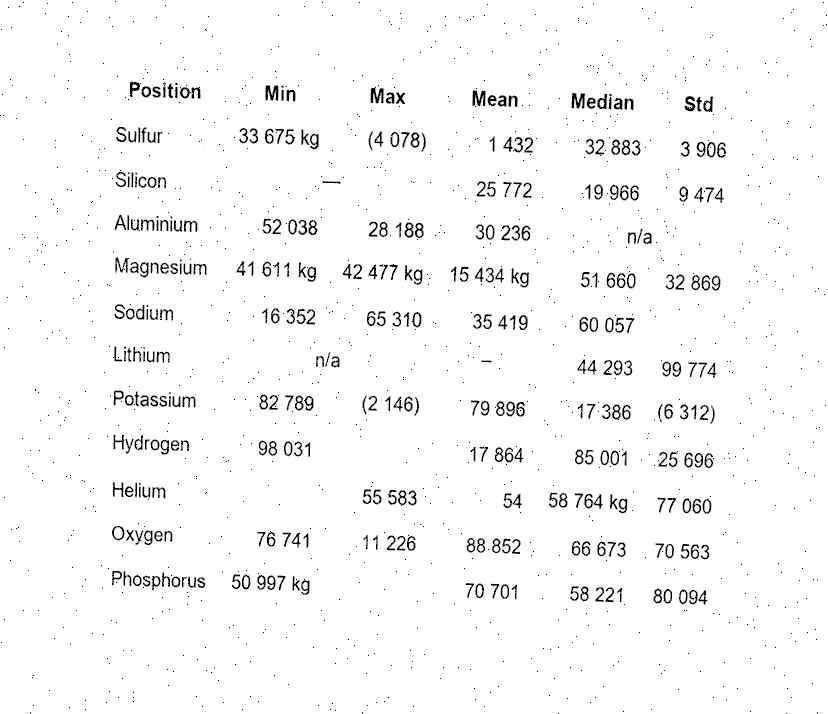 Position Min Max Mean Median Std
Sulfur 33 675 kg (4 078) 1 432 32 883 3 906
Silicon — 25 772 19 966 9 474
Aluminium 52 038 28 188 30 236 n/a
Magnesium 41 611 kg 42 477 kg 15 434 kg 51 660 32 869
Sodium 16 352 65 310 35 419 60 057
Lithium n/a – 44 293 99 774
Potassium 82 789 (2 146) 79 896 17 386 (6 312)
Hydrogen 98 031 17 864 85 001 25 696
Helium 55 583 54 58 764 kg 77 060
Oxygen 76 741 11 226 88 852 66 673 70 563
Phosphorus 50 997 kg 70 701 58 221 80 094